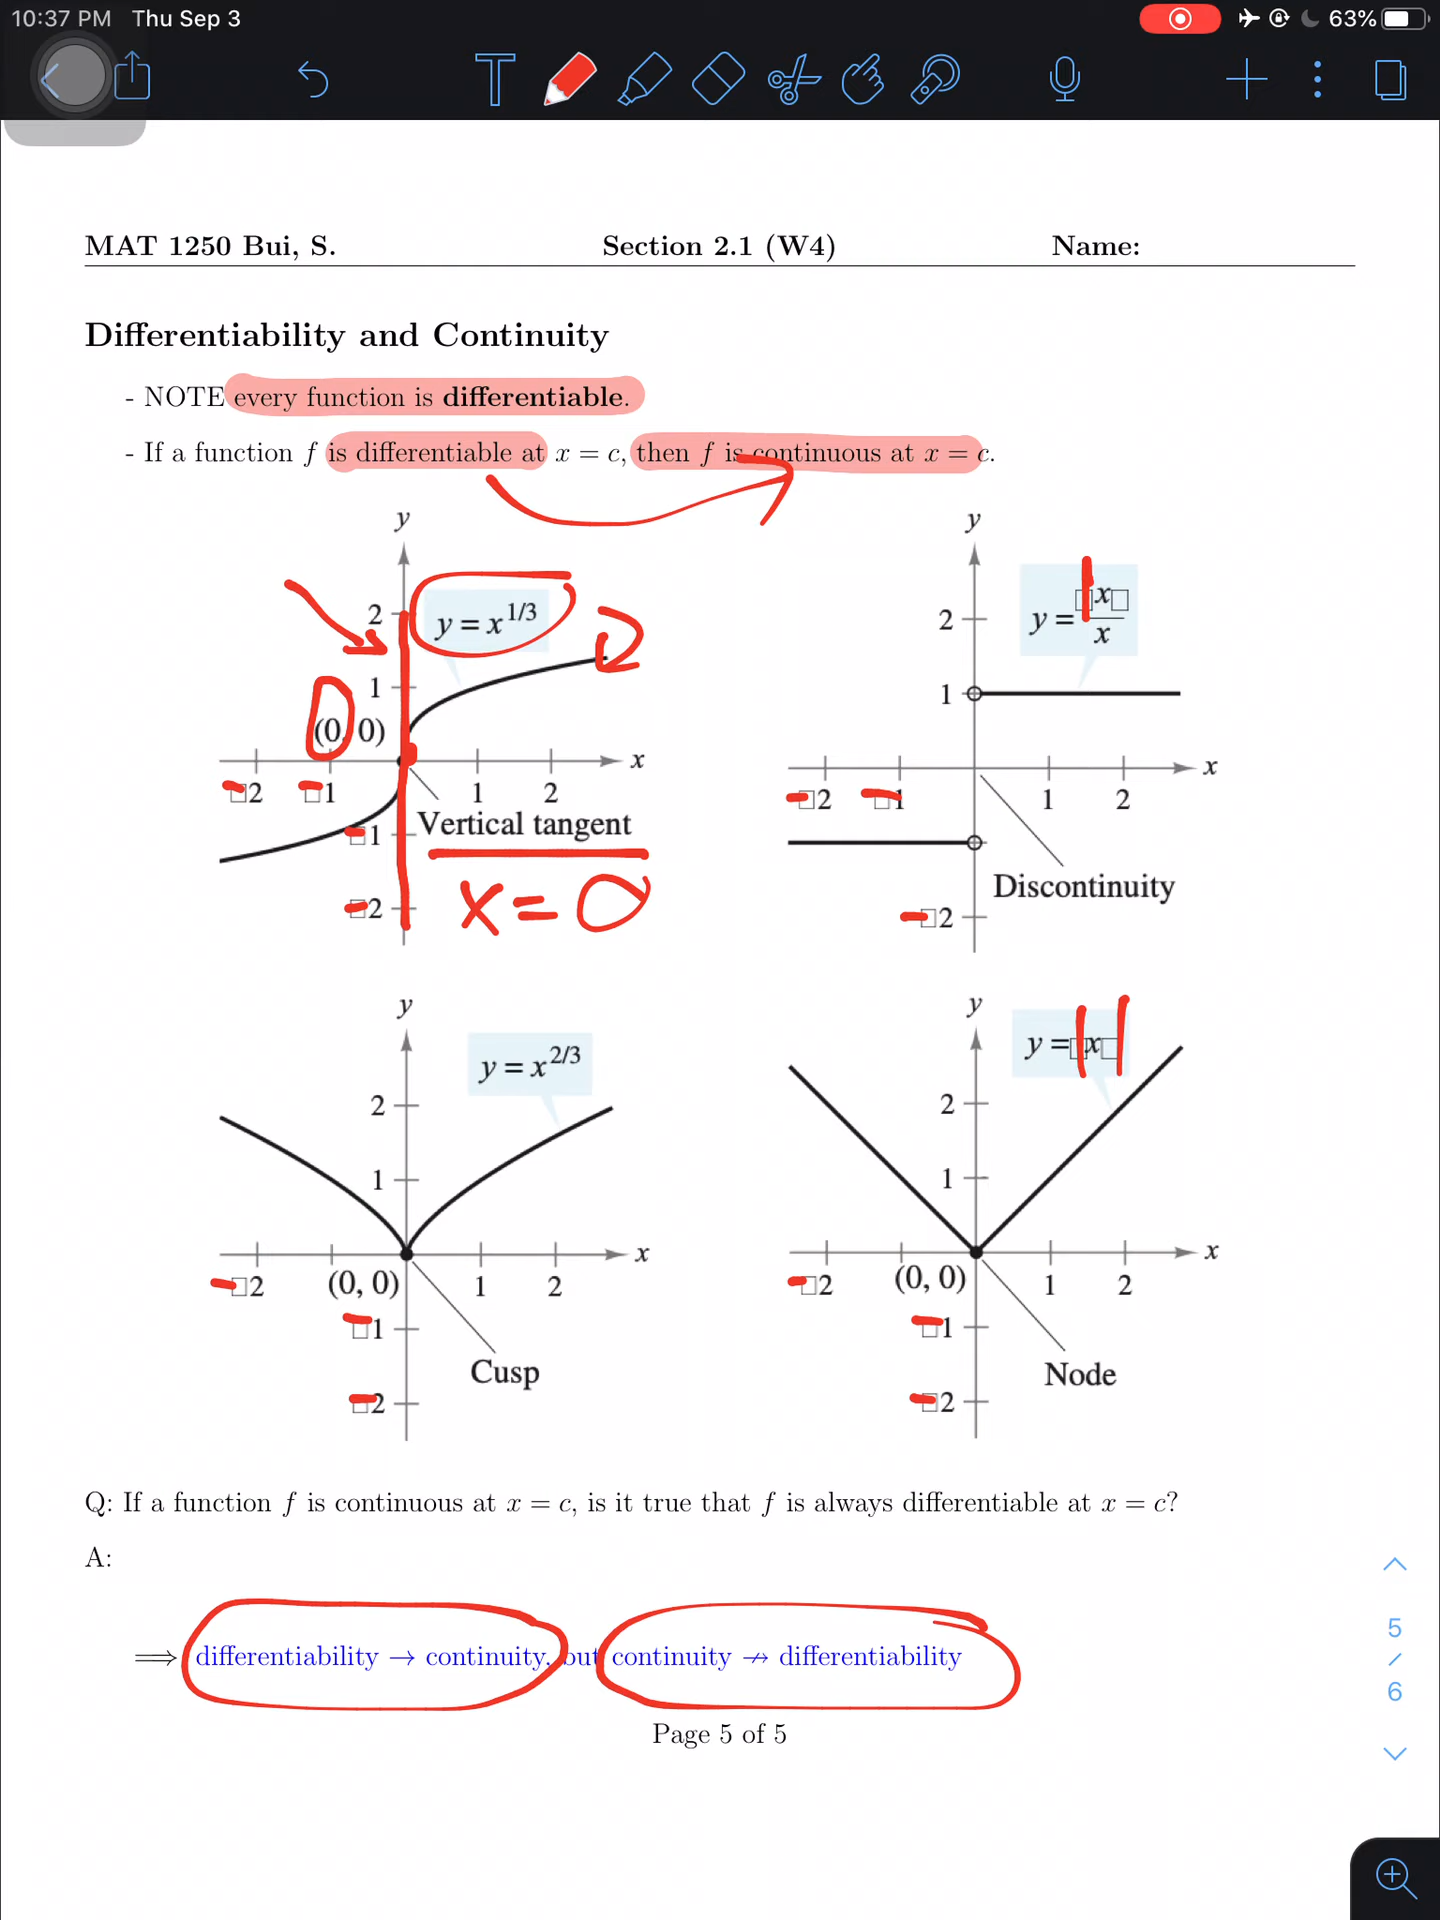 10:37 PM Thu Sep 3 63%
MAT 1250 Bui, S. Section 2.1 (W4) Name:
Differentiability and Continuity
- NOTE every function is differentiable.
- If a function f is differentiable at x = c, then f is continuous at x = c.
y
y = x^{1/3}
2
1
(0, 0)
x
□2 □1 1 2
□1
Vertical tangent
□2
x = 0
y
y = □x□/x
2
1
x
□2 □1 1 2
Discontinuity
□2
y
y = x^{2/3}
2
1
x
□2 (0, 0) 1 2
□1
Cusp
□2
y
y = □x□
2
1
x
□2 (0, 0) 1 2
□1
Node
□2
Q: If a function f is continuous at x = c, is it true that f is always differentiable at x = c?
A:
⟹ differentiability → continuity, but continuity ↛ differentiability
Page 5 of 5
5
/
6